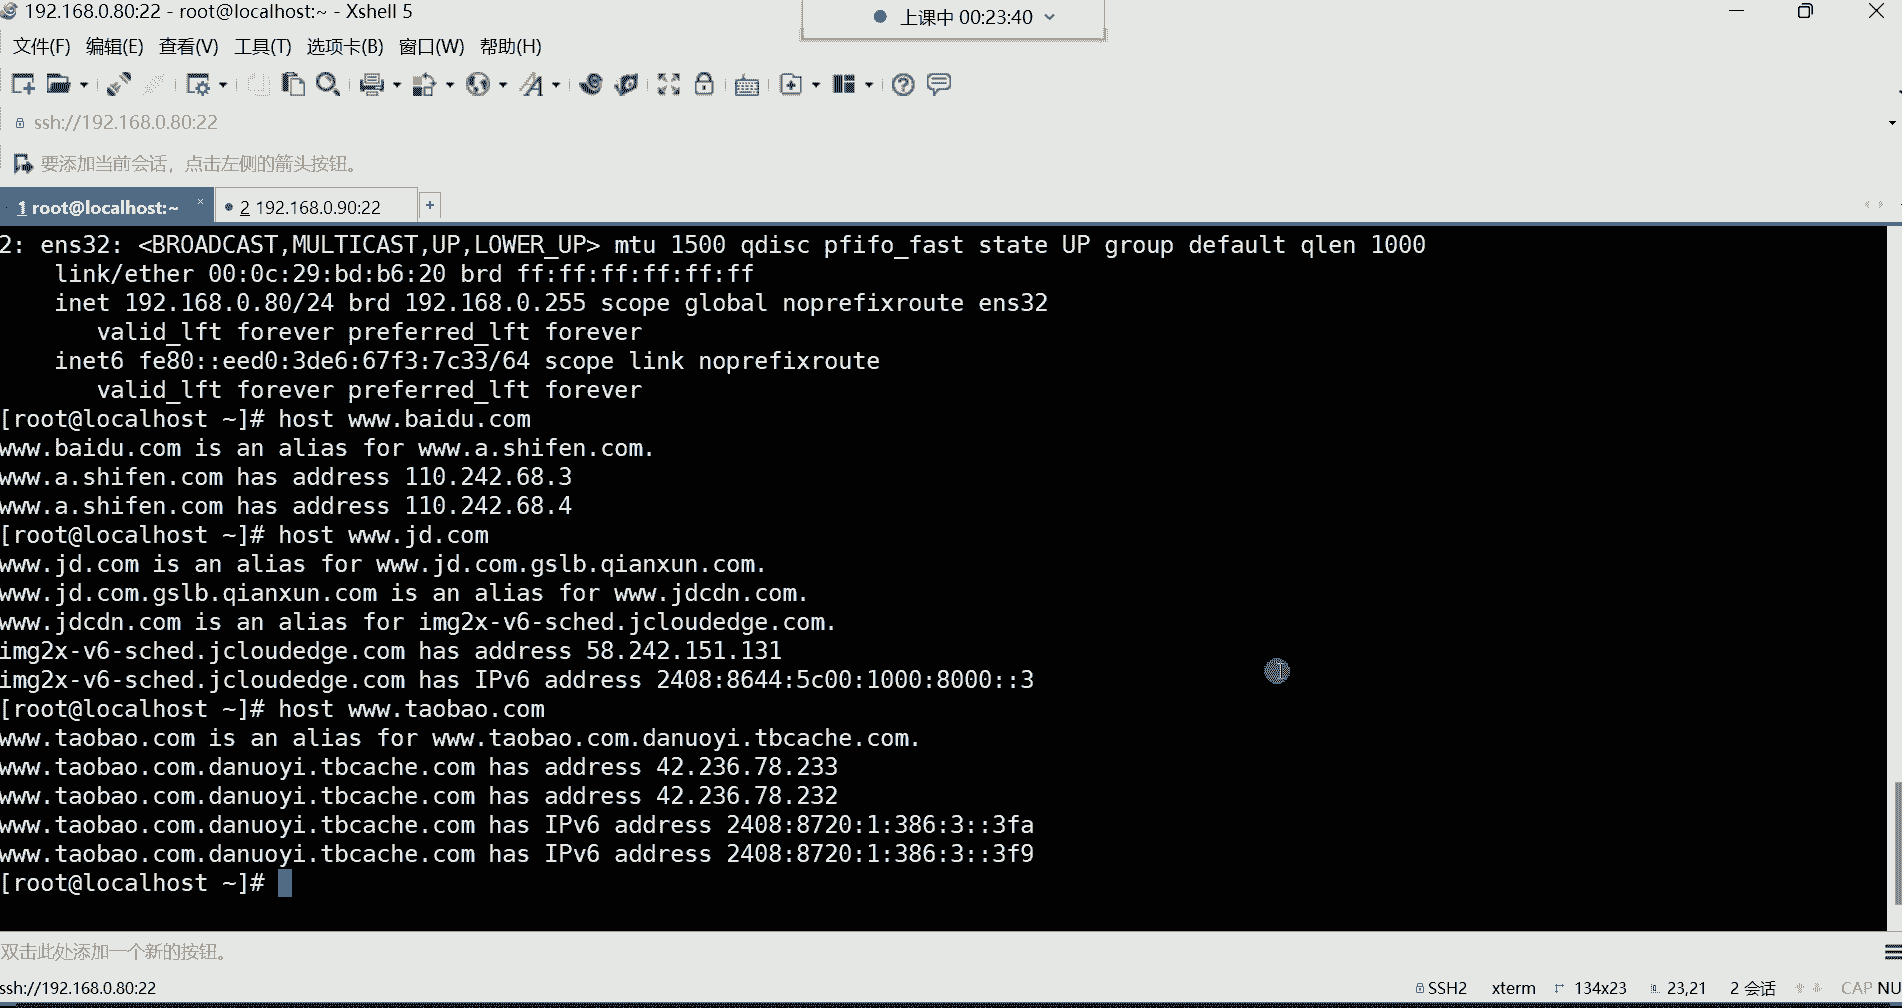 192.168.0.80:22 - root@localhost:~ - Xshell 5
上课中 00:23:40
文件(F) 编辑(E) 查看(V) 工具(T) 选项卡(B) 窗口(W) 帮助(H)
ssh://192.168.0.80:22
要添加当前会话，点击左侧的箭头按钮。
1 root@localhost:~ × 2 192.168.0.90:22 +
2: ens32: <BROADCAST,MULTICAST,UP,LOWER_UP> mtu 1500 qdisc pfifo_fast state UP group default qlen 1000
    link/ether 00:0c:29:bd:b6:20 brd ff:ff:ff:ff:ff:ff
    inet 192.168.0.80/24 brd 192.168.0.255 scope global noprefixroute ens32
       valid_lft forever preferred_lft forever
    inet6 fe80::eed0:3de6:67f3:7c33/64 scope link noprefixroute
       valid_lft forever preferred_lft forever
[root@localhost ~]# host www.baidu.com
www.baidu.com is an alias for www.a.shifen.com.
www.a.shifen.com has address 110.242.68.3
www.a.shifen.com has address 110.242.68.4
[root@localhost ~]# host www.jd.com
www.jd.com is an alias for www.jd.com.gslb.qianxun.com.
www.jd.com.gslb.qianxun.com is an alias for www.jdcdn.com.
www.jdcdn.com is an alias for img2x-v6-sched.jcloudedge.com.
img2x-v6-sched.jcloudedge.com has address 58.242.151.131
img2x-v6-sched.jcloudedge.com has IPv6 address 2408:8644:5c00:1000:8000::3
[root@localhost ~]# host www.taobao.com
www.taobao.com is an alias for www.taobao.com.danuoyi.tbcache.com.
www.taobao.com.danuoyi.tbcache.com has address 42.236.78.233
www.taobao.com.danuoyi.tbcache.com has address 42.236.78.232
www.taobao.com.danuoyi.tbcache.com has IPv6 address 2408:8720:1:386:3::3fa
www.taobao.com.danuoyi.tbcache.com has IPv6 address 2408:8720:1:386:3::3f9
[root@localhost ~]#
双击此处添加一个新的按钮。
ssh://192.168.0.80:22 SSH2 xterm 134x23 23,21 2 会话 CAP NU